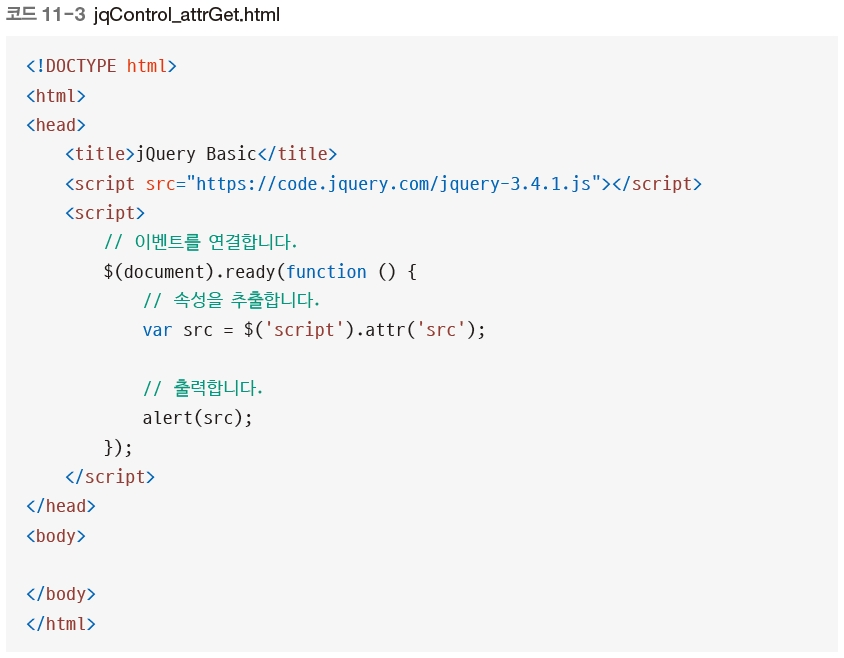 코드 11-3 jqControl_attrGet.html
<!DOCTYPE html>
<html>
<head>
    <title>jQuery Basic</title>
    <script src="https://code.jquery.com/jquery-3.4.1.js"></script>
    <script>
        // 이벤트를 연결합니다.
        $(document).ready(function () {
            // 속성을 추출합니다.
            var src = $('script').attr('src');

            // 출력합니다.
            alert(src);
        });
    </script>
</head>
<body>

</body>
</html>